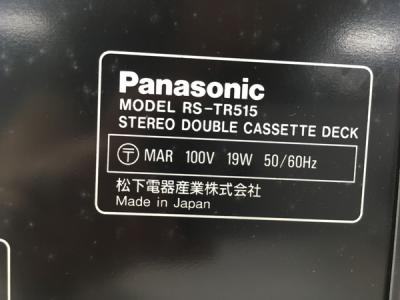 Panasonic
MODEL RS-TR515
STEREO DOUBLE CASSETTE DECK
〒 MAR 100V 19W 50/60Hz
松下電器産業株式会社
Made in Japan